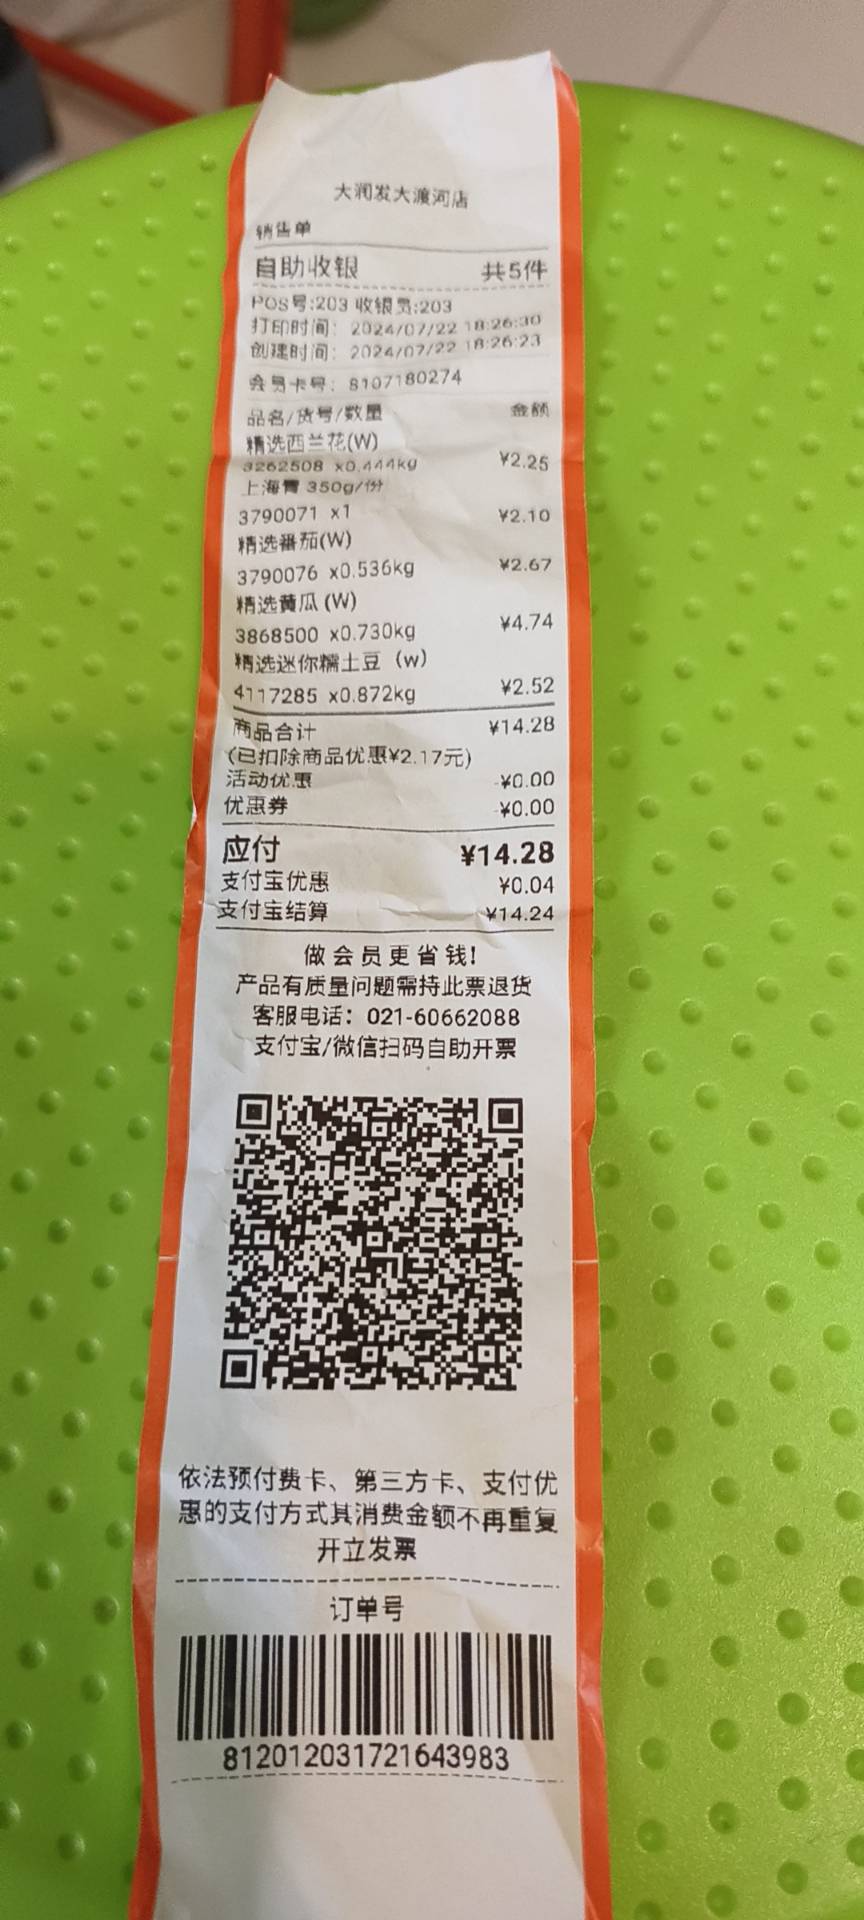 大润发大渡河店
销售单
自助收银 共5件
POS号:203 收银员:203
打印时间: 2024/07/22 18:26:30
创建时间: 2024/07/22 18:26:23
会员卡号: 8107180274
品名/货号/数量 金额
精选西兰花(W)
3262508 x0.444kg ¥2.25
上海青 350g/份
3790071 x1 ¥2.10
精选番茄(W)
3790076 x0.536kg ¥2.67
精选黄瓜(W)
3868500 x0.730kg ¥4.74
精选迷你糯土豆（w）
4117285 x0.872kg ¥2.52
商品合计 ¥14.28
(已扣除商品优惠¥2.17元)
活动优惠 -¥0.00
优惠券 -¥0.00
应付 ¥14.28
支付宝优惠 ¥0.04
支付宝结算 ¥14.24
做会员更省钱!
产品有质量问题需持此票退货
客服电话：021-60662088
支付宝/微信扫码自助开票
依法预付费卡、第三方卡、支付优
惠的支付方式其消费金额不再重复
开立发票
订单号
812012031721643983